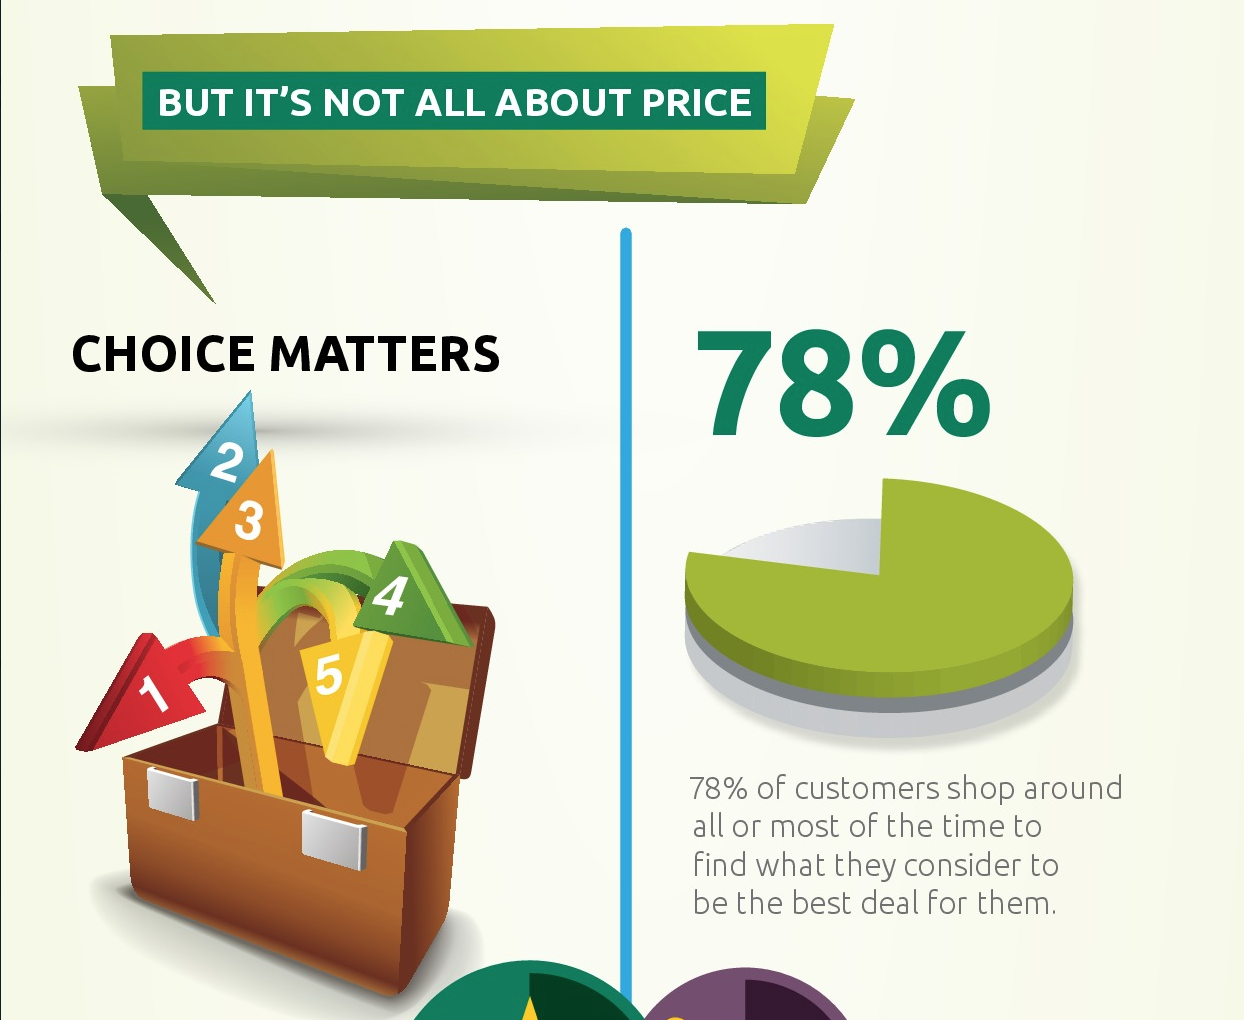 BUT IT'S NOT ALL ABOUT PRICE
CHOICE MATTERS
2
3
4
5
1
78%
78% of customers shop around
all or most of the time to
find what they consider to
be the best deal for them.